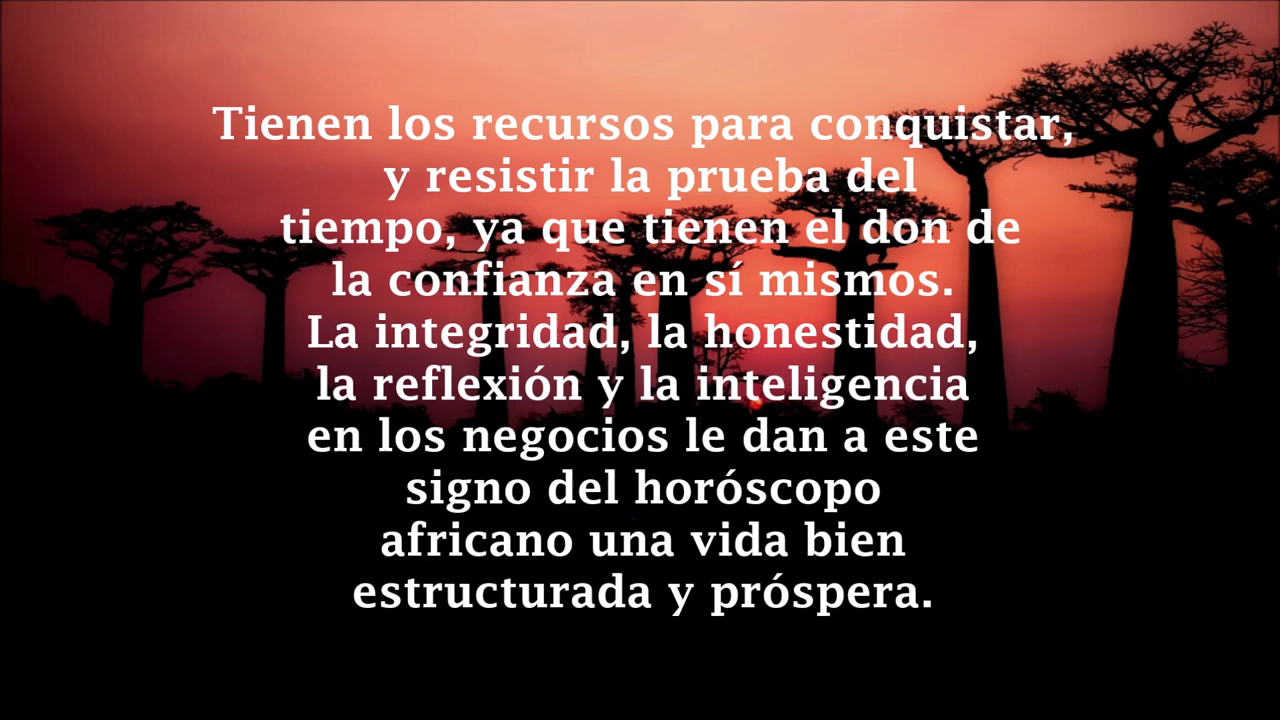 Tienen los recursos para conquistar,
y resistir la prueba del
tiempo, ya que tienen el don de
la confianza en sí mismos.
La integridad, la honestidad,
la reflexión y la inteligencia
en los negocios le dan a este
signo del horóscopo
africano una vida bien
estructurada y próspera.